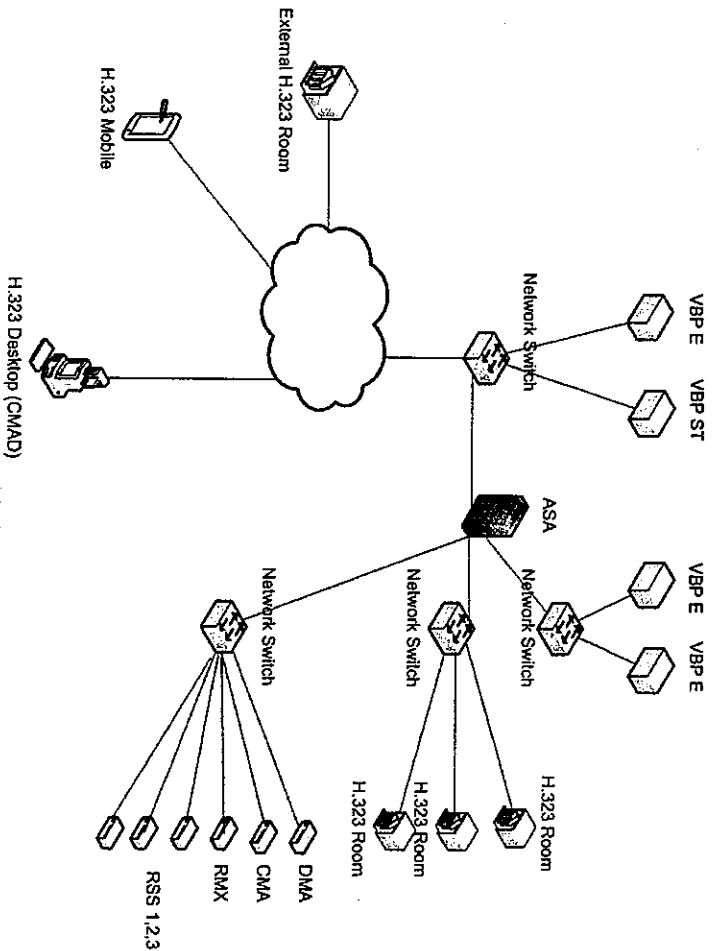 External H.323 Room
H.323 Mobile
H.323 Desktop (CMAD)
Network Switch
VBP E
VBP ST
ASA
Network Switch
VBP E
VBP E
Network Switch
H.323 Room
H.323 Room
H.323 Room
Network Switch
DMA
CMA
RMX
RSS 1,2,3